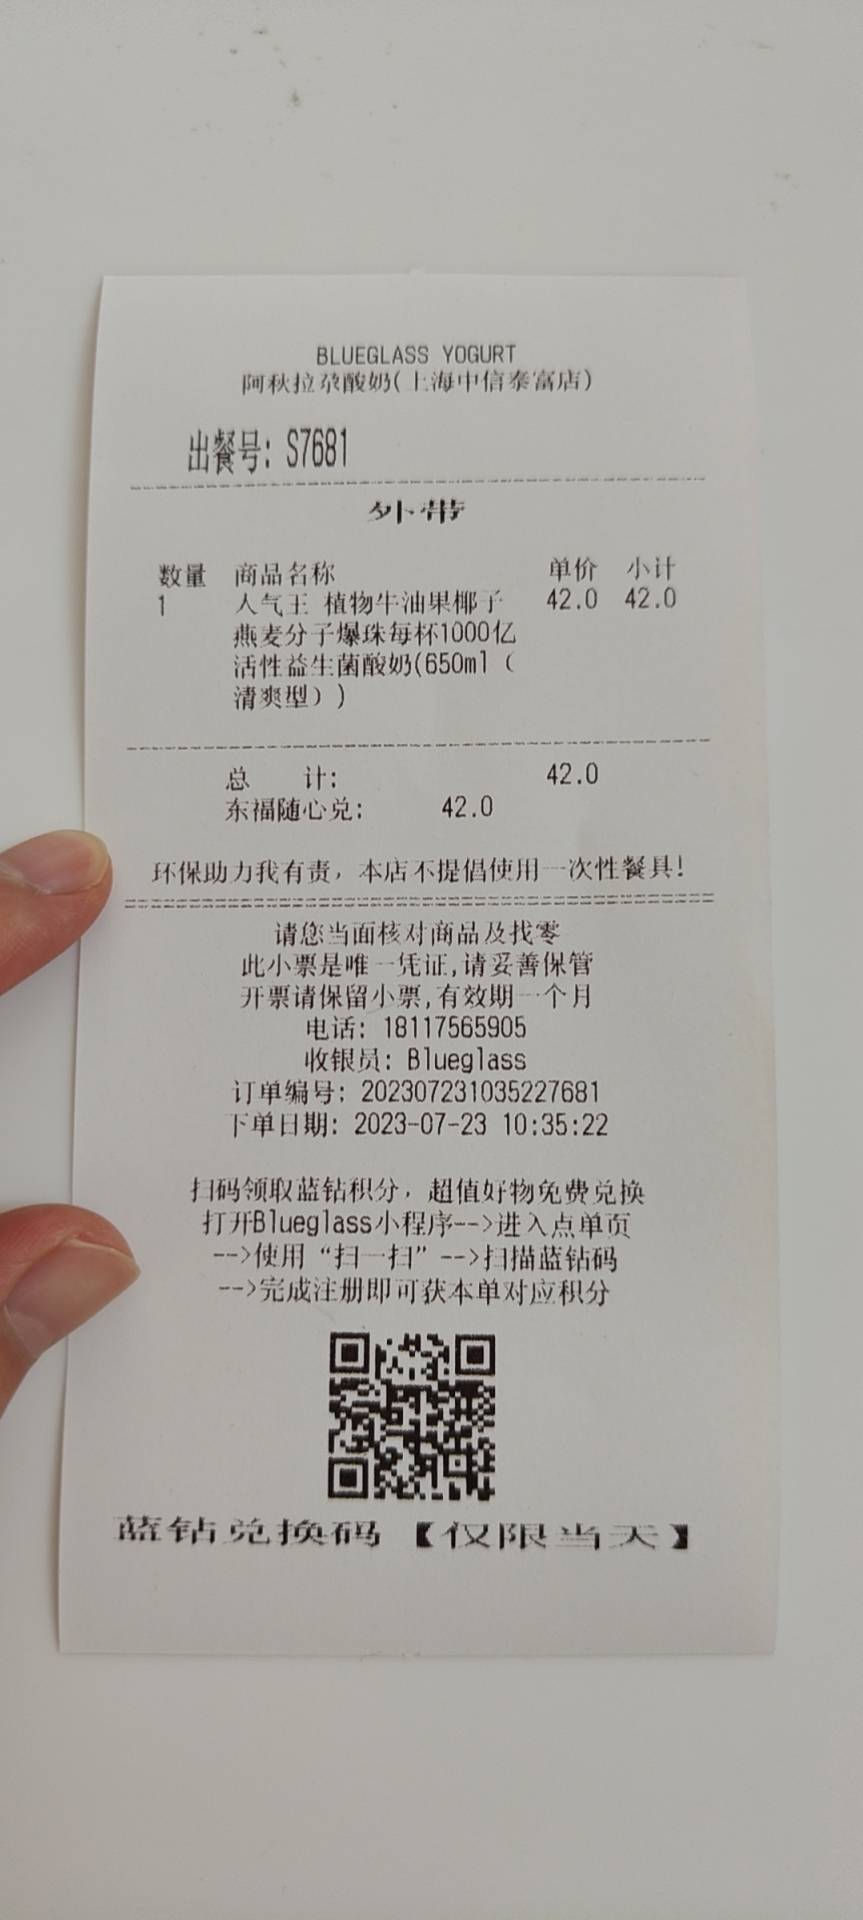 BLUEGLASS YOGURT
阿秋拉尕酸奶(上海中信泰富店)
出餐号: S7681
外带
数量 商品名称 单价 小计
1 人气王 植物牛油果椰子 42.0 42.0
燕麦分子爆珠每杯1000亿
活性益生菌酸奶(650ml（
清爽型）)
总 计: 42.0
东福随心兑: 42.0
环保助力我有责，本店不提倡使用一次性餐具!
请您当面核对商品及找零
此小票是唯一凭证,请妥善保管
开票请保留小票,有效期一个月
电话: 18117565905
收银员: Blueglass
订单编号: 202307231035227681
下单日期: 2023-07-23 10:35:22
扫码领取蓝钻积分，超值好物免费兑换
打开Blueglass小程序-->进入点单页
-->使用“扫一扫”-->扫描蓝钻码
-->完成注册即可获本单对应积分
蓝钻兑换码【仅限当天】